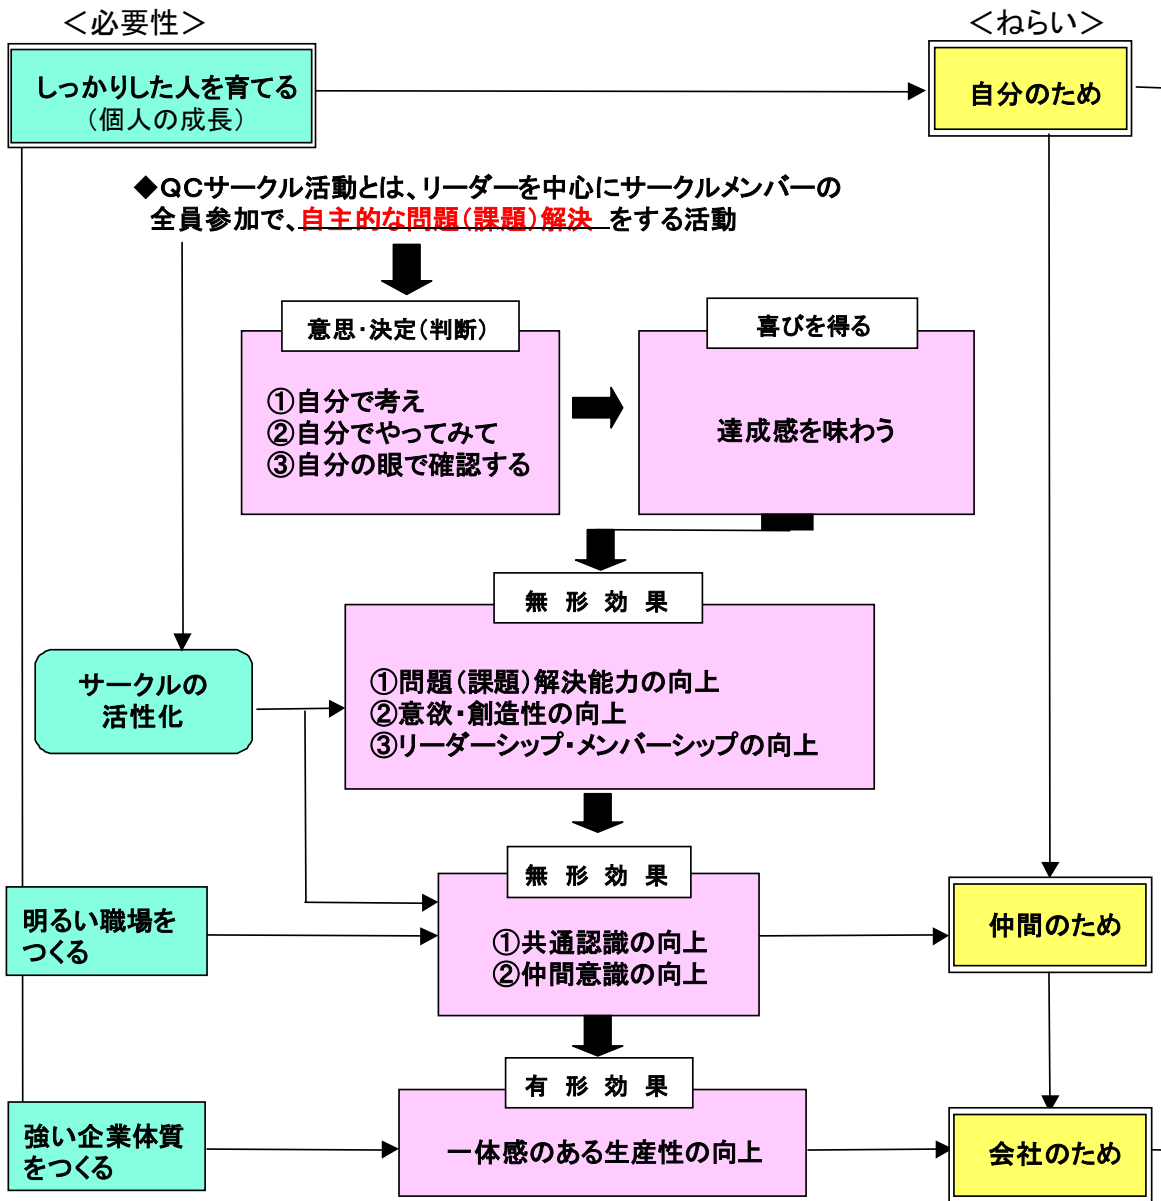 ＜必要性＞
＜ねらい＞
しっかりした人を育てる
（個人の成長）
自分のため
◆QCサークル活動とは、リーダーを中心にサークルメンバーの
全員参加で、自主的な問題（課題）解決 をする活動
意思・決定（判断）
喜びを得る
①自分で考え
②自分でやってみて
③自分の眼で確認する
達成感を味わう
無 形 効 果
サークルの
活性化
①問題（課題）解決能力の向上
②意欲・創造性の向上
③リーダーシップ・メンバーシップの向上
無 形 効 果
明るい職場を
つくる
①共通認識の向上
②仲間意識の向上
仲間のため
有 形 効 果
強い企業体質
をつくる
一体感のある生産性の向上
会社のため